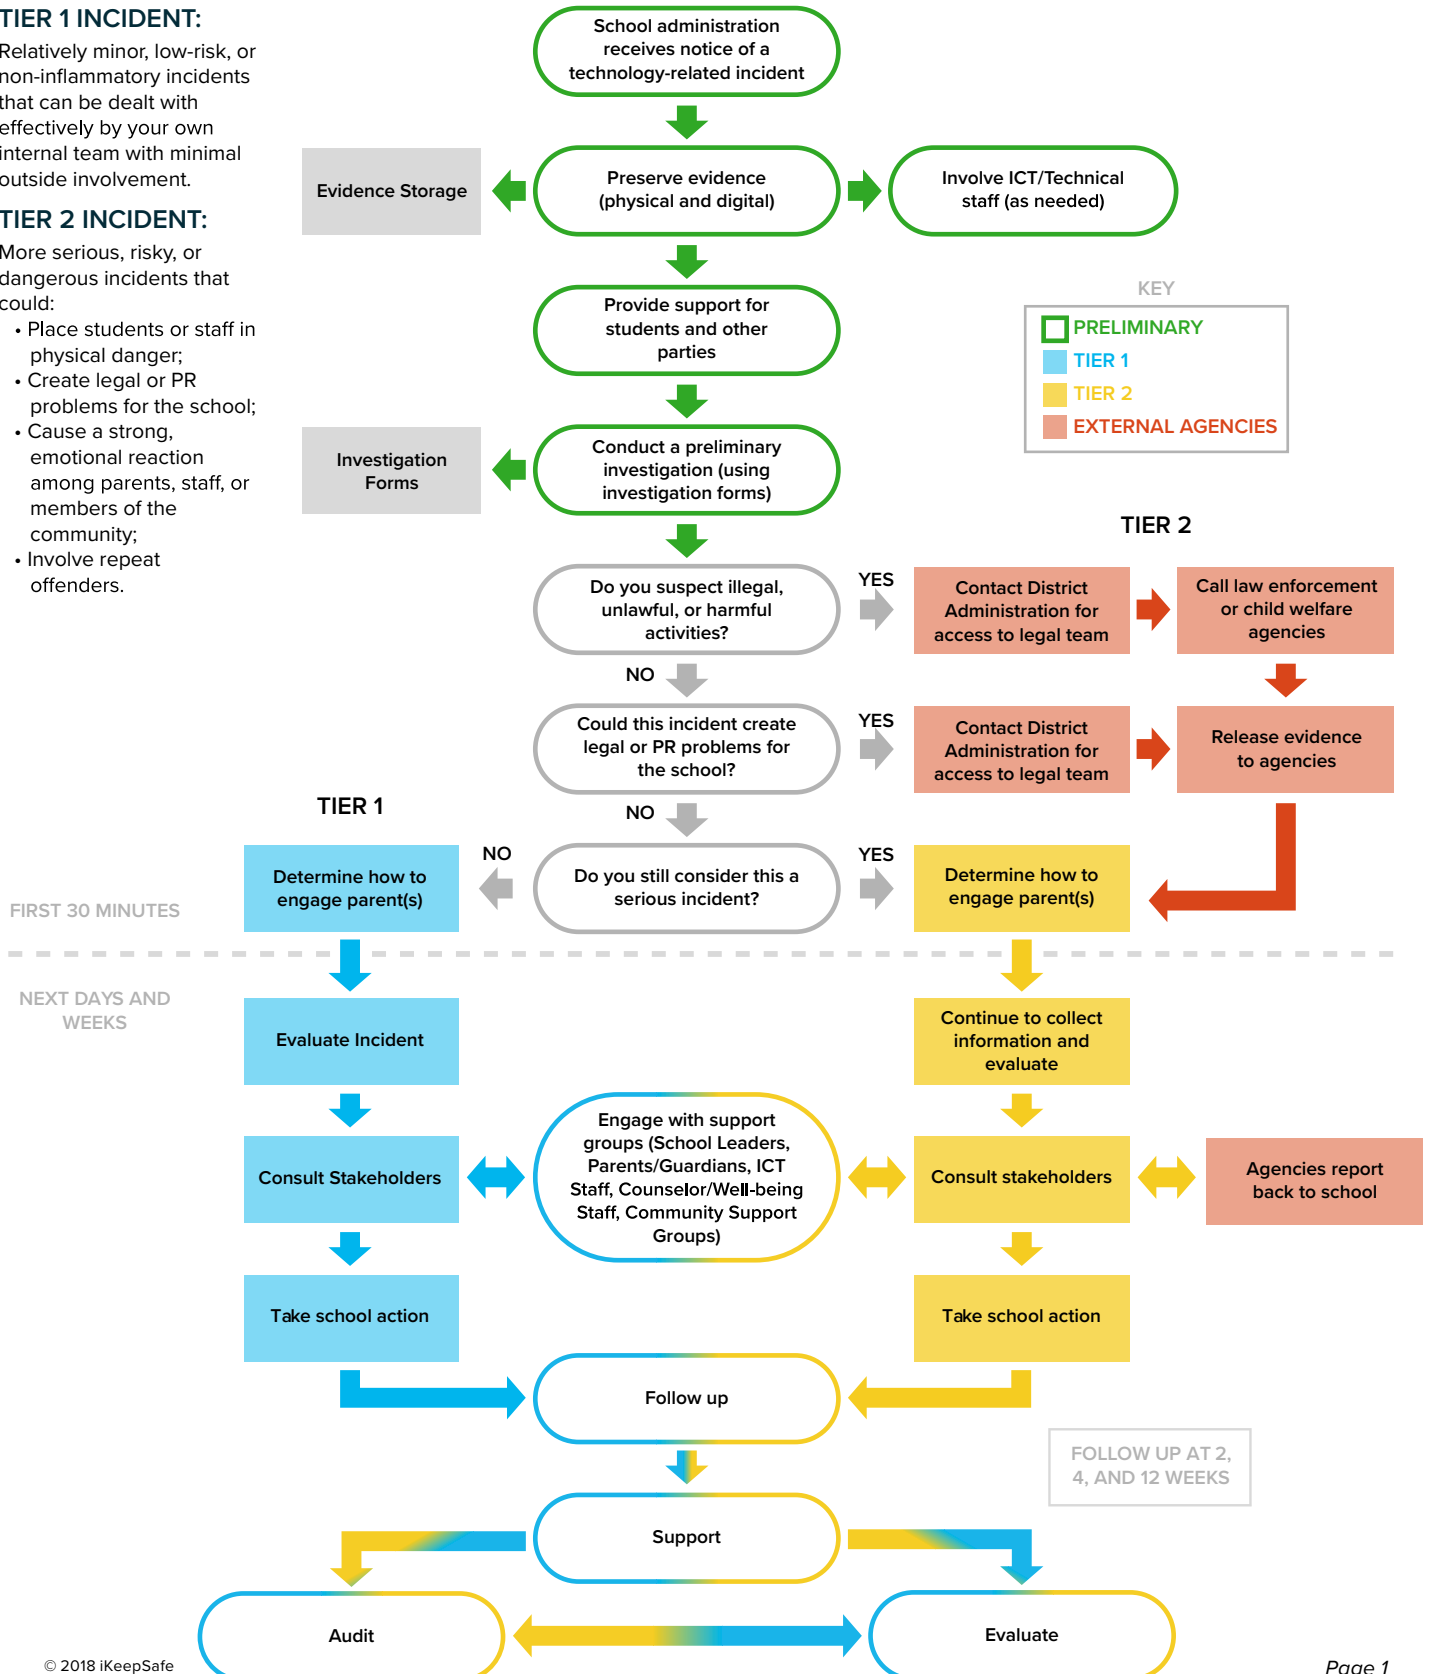 TIER 1 INCIDENT:
Relatively minor, low-risk, or
non-inflammatory incidents
that can be dealt with
effectively by your own
internal team with minimal
outside involvement.
TIER 2 INCIDENT:
More serious, risky, or
dangerous incidents that
could:
• Place students or staff in
physical danger;
• Create legal or PR
problems for the school;
• Cause a strong,
emotional reaction
among parents, staff, or
members of the
community;
• Involve repeat
offenders.
School administration
receives notice of a
technology-related incident
Evidence Storage
Preserve evidence
(physical and digital)
Involve ICT/Technical
staff (as needed)
Provide support for
students and other
parties
KEY
PRELIMINARY
TIER 1
TIER 2
EXTERNAL AGENCIES
Investigation
Forms
Conduct a preliminary
investigation (using
investigation forms)
TIER 2
Do you suspect illegal,
unlawful, or harmful
activities?
YES
Contact District
Administration for
access to legal team
Call law enforcement
or child welfare
agencies
NO
Could this incident create
legal or PR problems for
the school?
YES
Contact District
Administration for
access to legal team
Release evidence
to agencies
NO
TIER 1
Determine how to
engage parent(s)
NO
Do you still consider this a
serious incident?
YES
Determine how to
engage parent(s)
FIRST 30 MINUTES
NEXT DAYS AND
WEEKS
Evaluate Incident
Continue to collect
information and
evaluate
Consult Stakeholders
Engage with support
groups (School Leaders,
Parents/Guardians, ICT
Staff, Counselor/Well-being
Staff, Community Support
Groups)
Consult stakeholders
Agencies report
back to school
Take school action
Take school action
Follow up
FOLLOW UP AT 2,
4, AND 12 WEEKS
Support
Audit
Evaluate
© 2018 iKeepSafe
Page 1